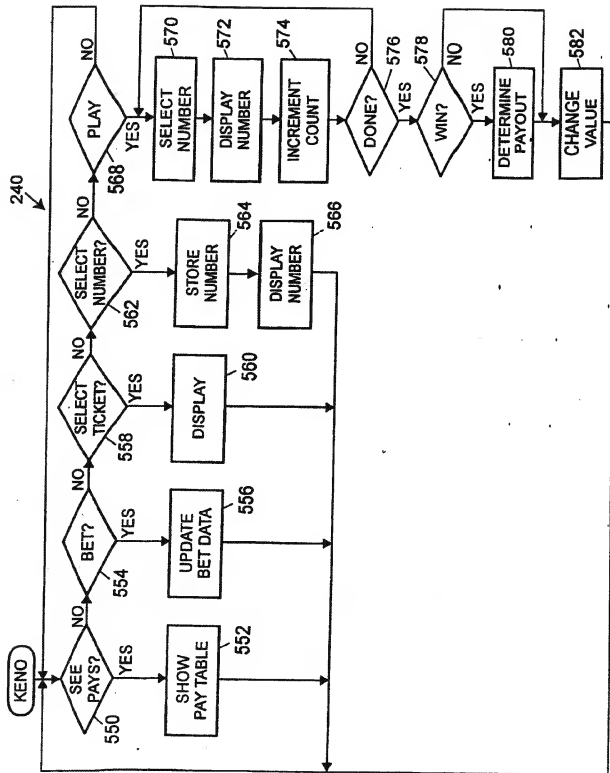 240
KENO
SEE
PAYS?
550
NO
YES
SHOW
PAY TABLE
552
BET?
554
NO
YES
UPDATE
BET DATA
556
SELECT
TICKET?
558
NO
YES
DISPLAY
560
SELECT
NUMBER?
562
NO
YES
STORE
NUMBER
564
DISPLAY
NUMBER
566
PLAY
568
NO
YES
SELECT
NUMBER
570
DISPLAY
NUMBER
572
INCREMENT
COUNT
574
DONE?
576
NO
YES
WIN?
578
NO
YES
DETERMINE
PAYOUT
580
CHANGE
VALUE
582